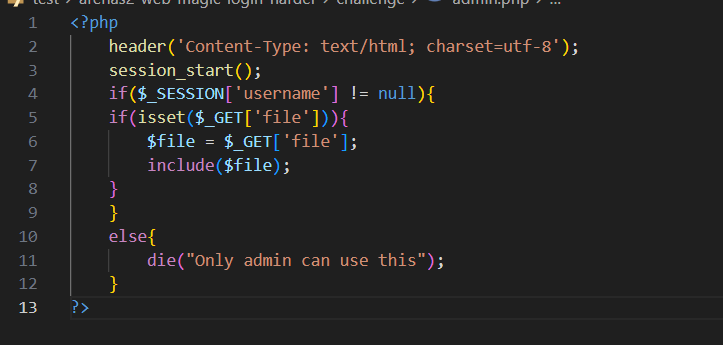 test > arenas2-web-magic-login-harder > challenge > admin.php > ...
1 <?php
2 header('Content-Type: text/html; charset=utf-8');
3 session_start();
4 if($_SESSION['username'] != null){
5 if(isset($_GET['file'])){
6 $file = $_GET['file'];
7 include($file);
8 }
9 }
10 else{
11 die("Only admin can use this");
12 }
13 ?>